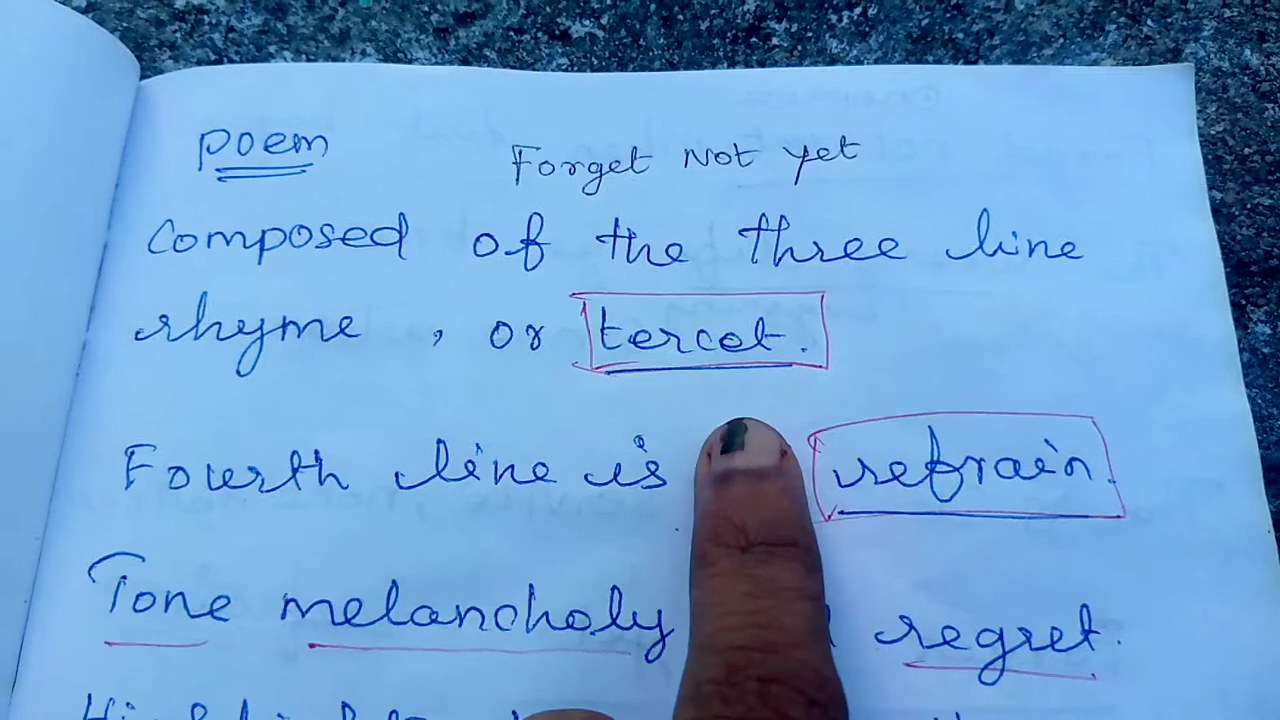 poem Forget Not yet
Composed of the three line
rhyme , or tercet.
Fourth line is refrain.
Tone melancholy regret.